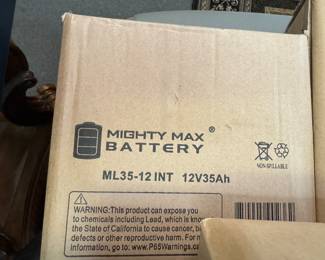 MIGHTY MAX®
BATTERY
NON-SPILLABLE
ML35-12 INT 12V35Ah
WARNING: This product can expose you
to chemicals including Lead, which is known
the State of California to cause cancer,
defects or other reproductive harm. For m
go to www.P65Warnings.ca